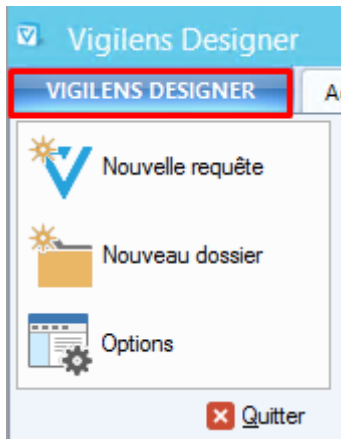 Vigilens Designer
VIGILENS DESIGNER
Nouvelle requête
Nouveau dossier
Options
Quitter